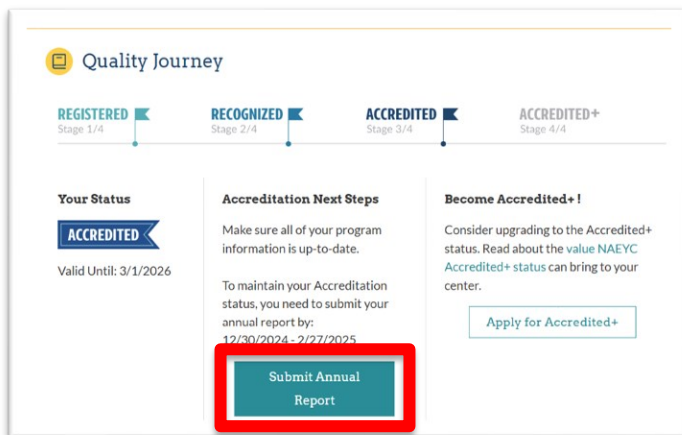 Quality Journey
REGISTERED
Stage 1/4
RECOGNIZED
Stage 2/4
ACCREDITED
Stage 3/4
ACCREDITED+
Stage 4/4
Your Status
ACCREDITED
Valid Until: 3/1/2026
Accreditation Next Steps
Make sure all of your program
information is up-to-date.
To maintain your Accreditation
status, you need to submit your
annual report by:
12/30/2024 - 2/27/2025
Submit Annual
Report
Become Accredited+ !
Consider upgrading to the Accredited+
status. Read about the value NAEYC
Accredited+ status can bring to your
center.
Apply for Accredited+